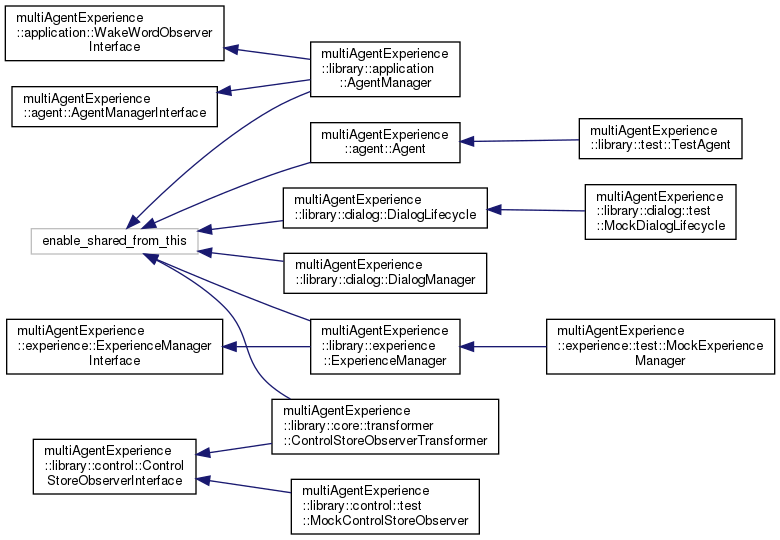 multiAgentExperience
::application::WakeWordObserver
Interface
multiAgentExperience
::library::application
::AgentManager
multiAgentExperience
::agent::AgentManagerInterface
multiAgentExperience
::agent::Agent
multiAgentExperience
::library::test::TestAgent
multiAgentExperience
::library::dialog::DialogLifecycle
multiAgentExperience
::library::dialog::test
::MockDialogLifecycle
enable_shared_from_this
multiAgentExperience
::library::dialog::DialogManager
multiAgentExperience
::experience::ExperienceManager
Interface
multiAgentExperience
::library::experience
::ExperienceManager
multiAgentExperience
::experience::test::MockExperience
Manager
multiAgentExperience
::library::core::transformer
::ControlStoreObserverTransformer
multiAgentExperience
::library::control::Control
StoreObserverInterface
multiAgentExperience
::library::control::test
::MockControlStoreObserver